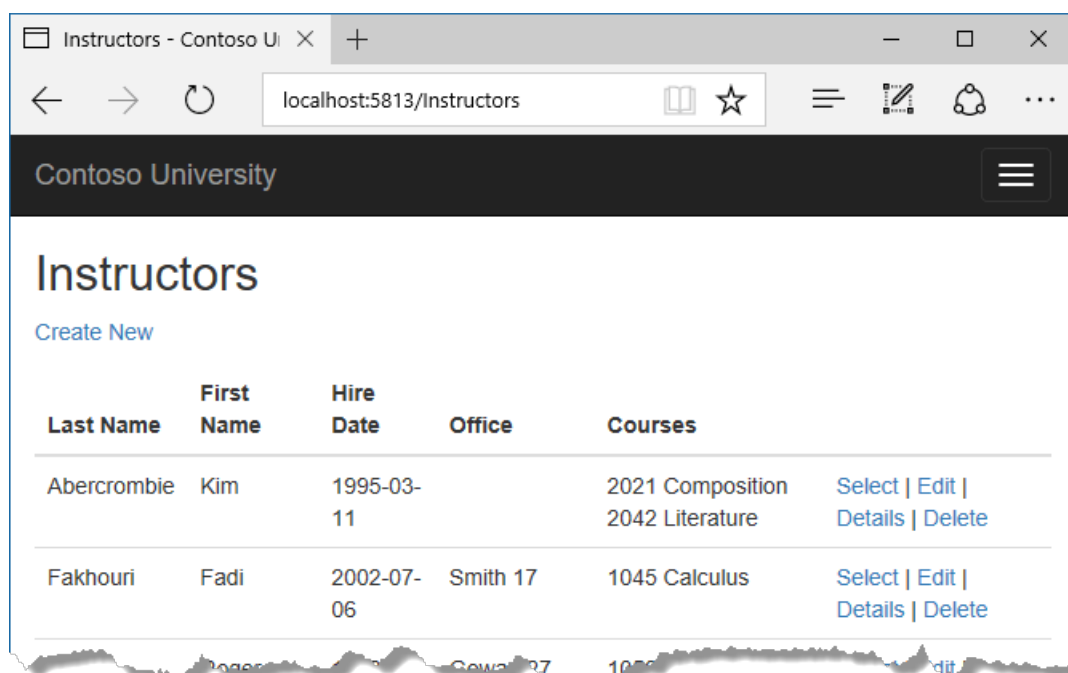 Instructors - Contoso U
localhost:5813/Instructors
Contoso University
Instructors
Create New
Last Name First Name Hire Date Office Courses
Abercrombie Kim 1995-03-11 2021 Composition Select | Edit |
2042 Literature Details | Delete
Fakhouri Fadi 2002-07-06 Smith 17 1045 Calculus Select | Edit |
Details | Delete